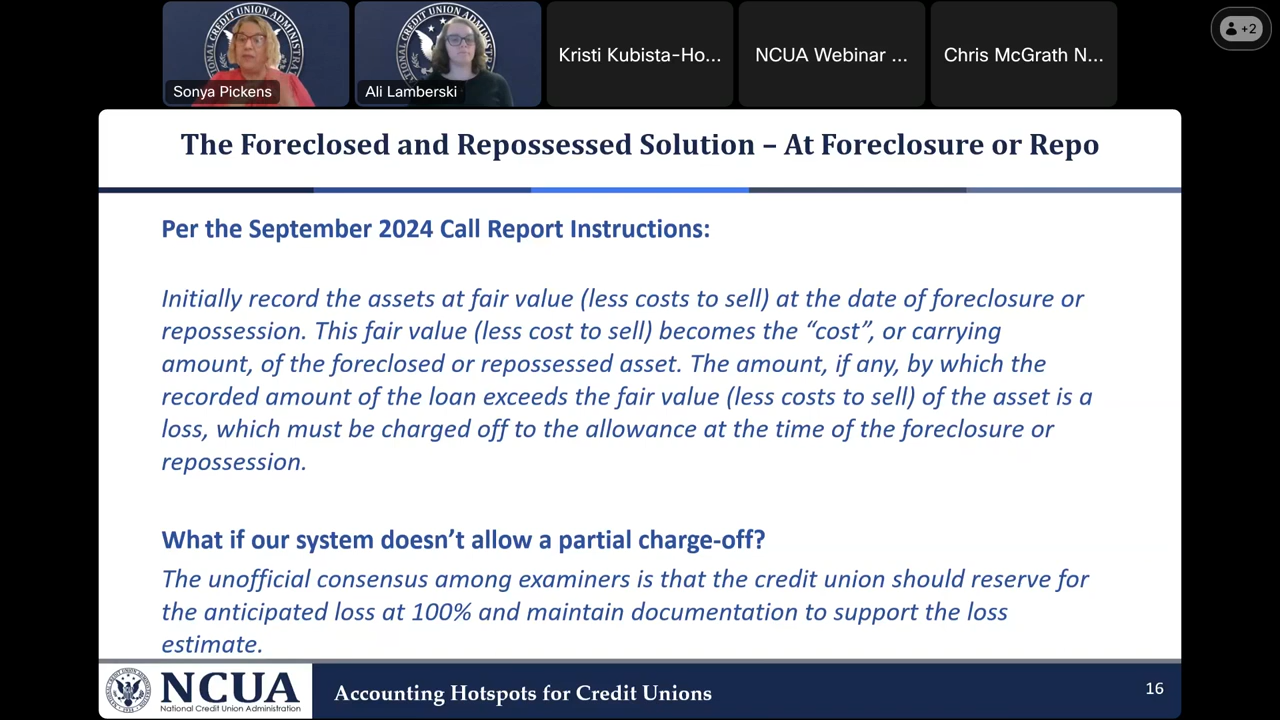 Sonya Pickens
Ali Lamberski
Kristi Kubista-Ho...
NCUA Webinar ...
Chris McGrath N...
+2
The Foreclosed and Repossessed Solution – At Foreclosure or Repo
Per the September 2024 Call Report Instructions:
Initially record the assets at fair value (less costs to sell) at the date of foreclosure or
repossession. This fair value (less cost to sell) becomes the “cost”, or carrying
amount, of the foreclosed or repossessed asset. The amount, if any, by which the
recorded amount of the loan exceeds the fair value (less costs to sell) of the asset is a
loss, which must be charged off to the allowance at the time of the foreclosure or
repossession.
What if our system doesn’t allow a partial charge-off?
The unofficial consensus among examiners is that the credit union should reserve for
the anticipated loss at 100% and maintain documentation to support the loss
estimate.
NCUA
National Credit Union Administration
Accounting Hotspots for Credit Unions
16